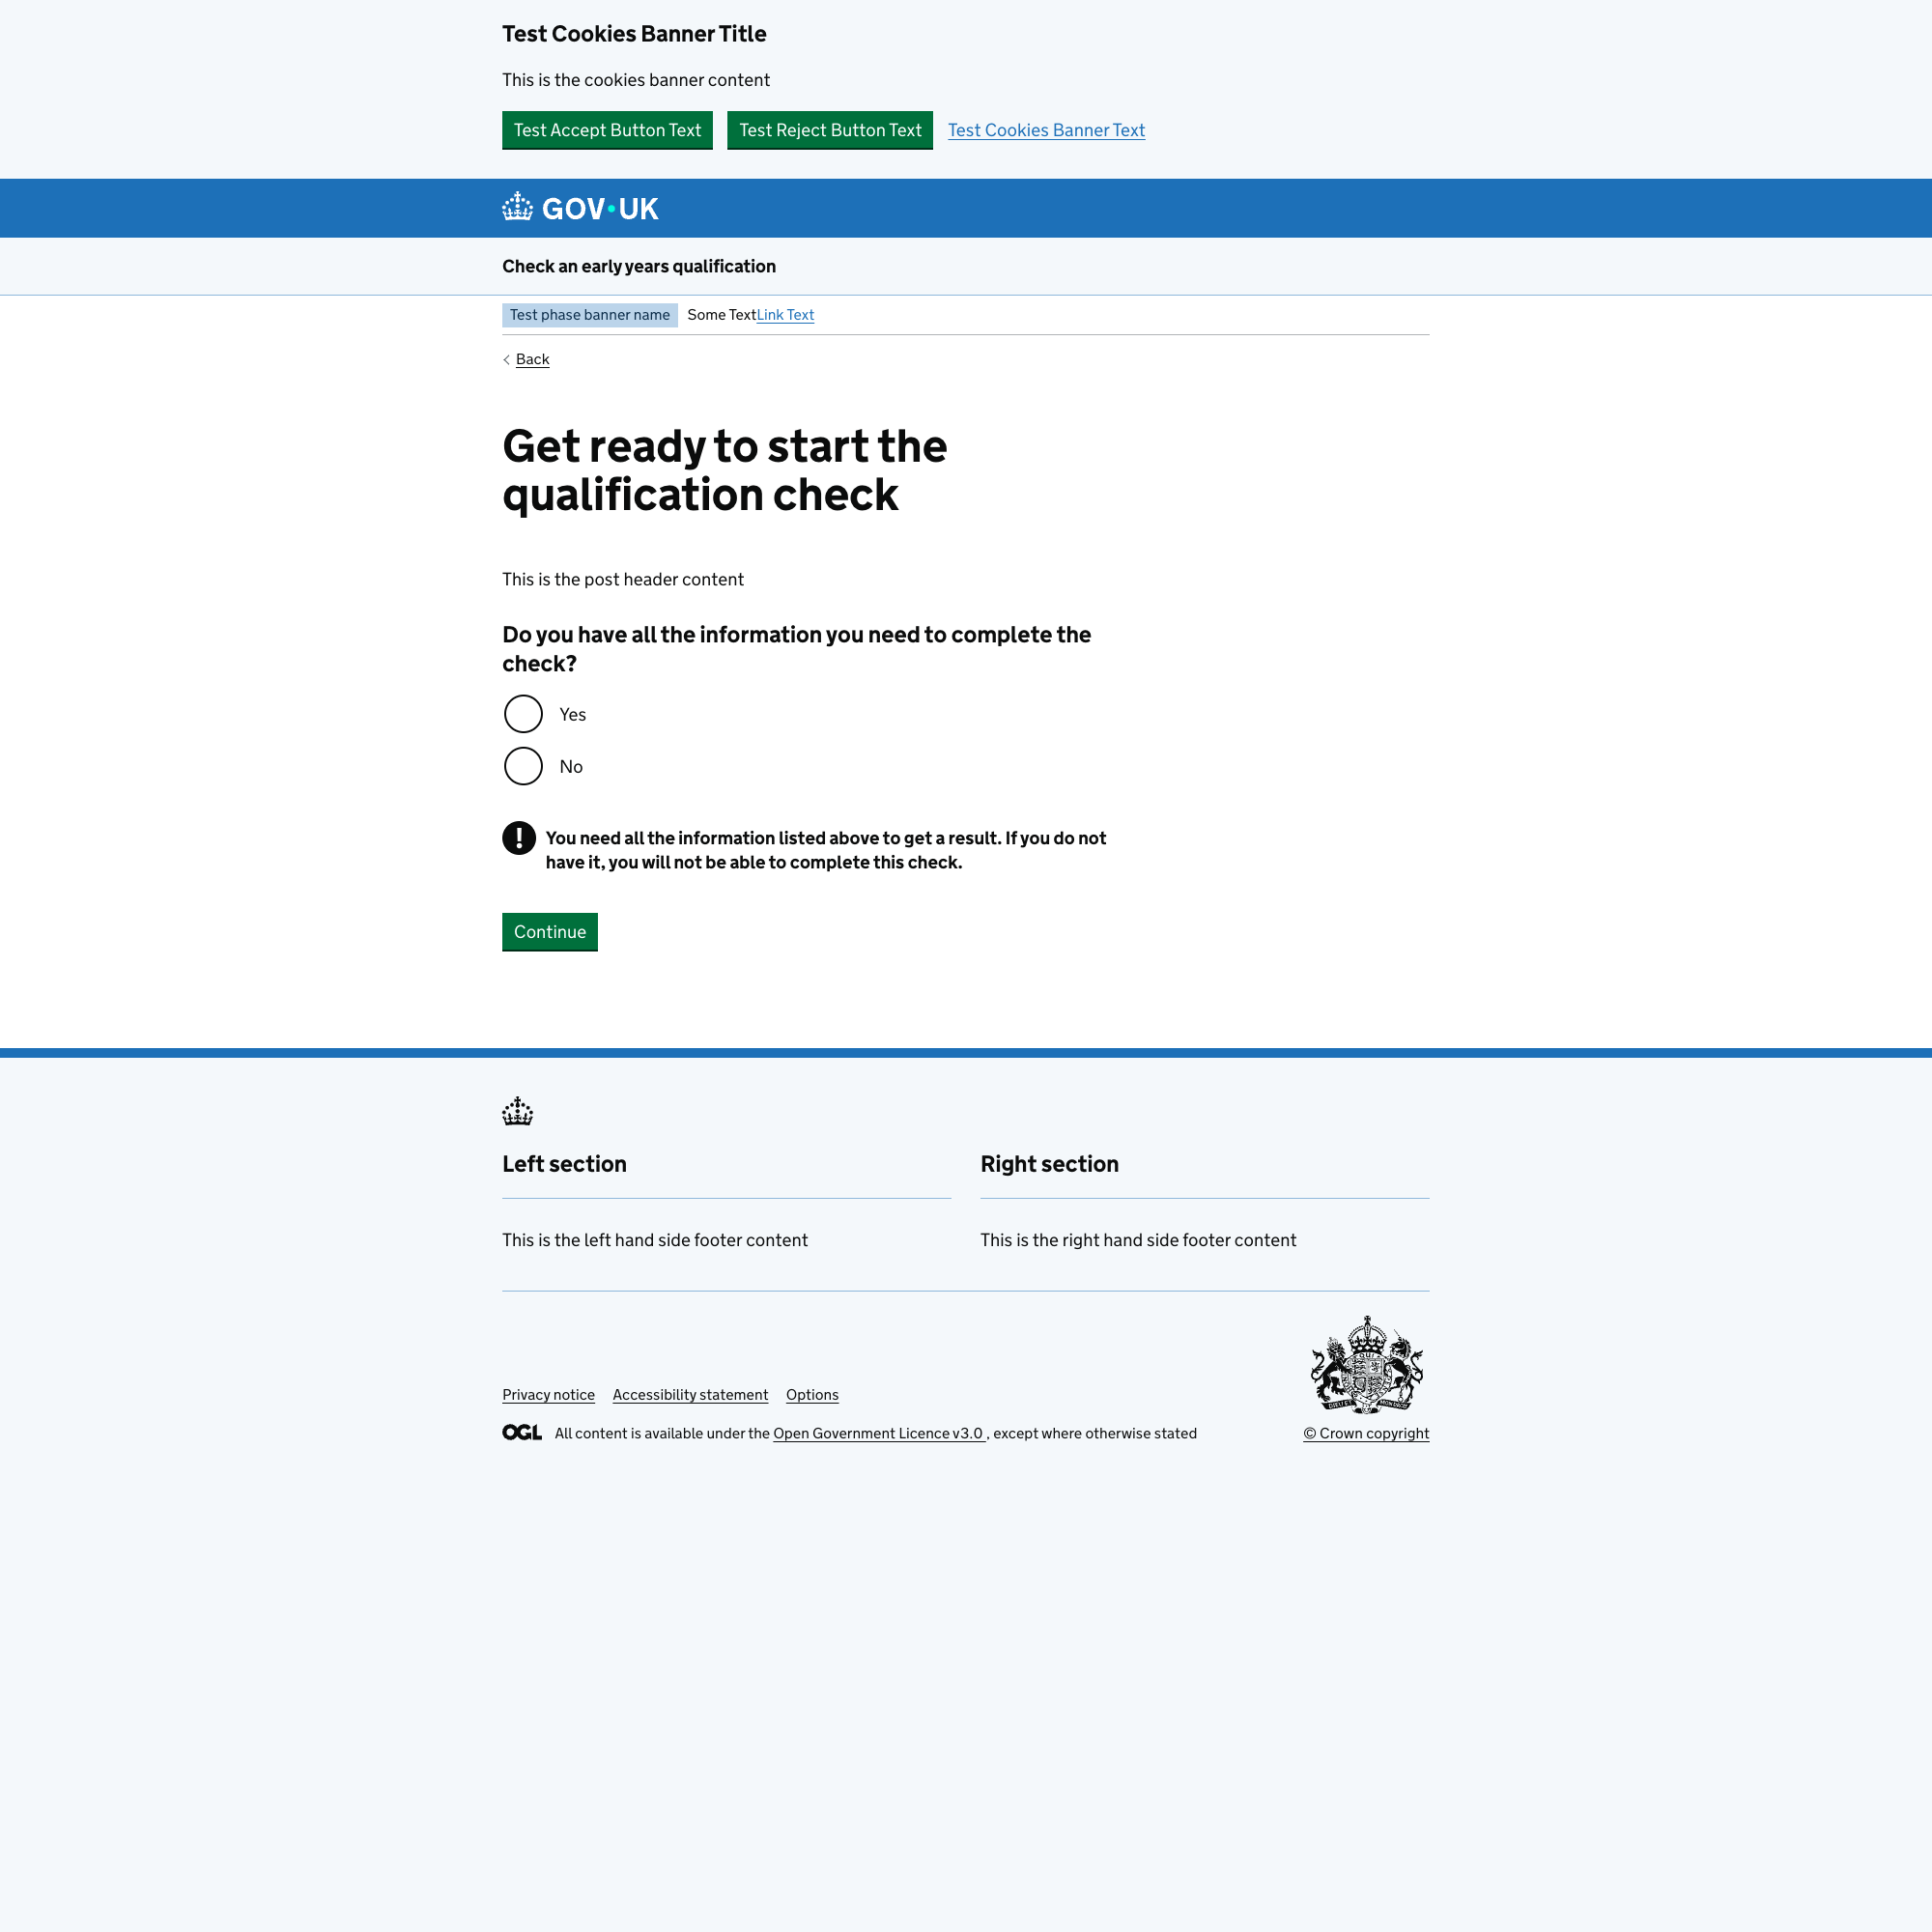 Test Cookies Banner Title
This is the cookies banner content
Test Accept Button Text
Test Reject Button Text
Test Cookies Banner Text
GOV·UK
Check an early years qualification
Test phase banner name
Some TextLink Text
Back
Get ready to start the
qualification check
This is the post header content
Do you have all the information you need to complete the
check?
Yes
No
! You need all the information listed above to get a result. If you do not
have it, you will not be able to complete this check.
Continue
Left section
This is the left hand side footer content
Right section
This is the right hand side footer content
Privacy notice
Accessibility statement
Options
OGL All content is available under the Open Government Licence v3.0 , except where otherwise stated
© Crown copyright